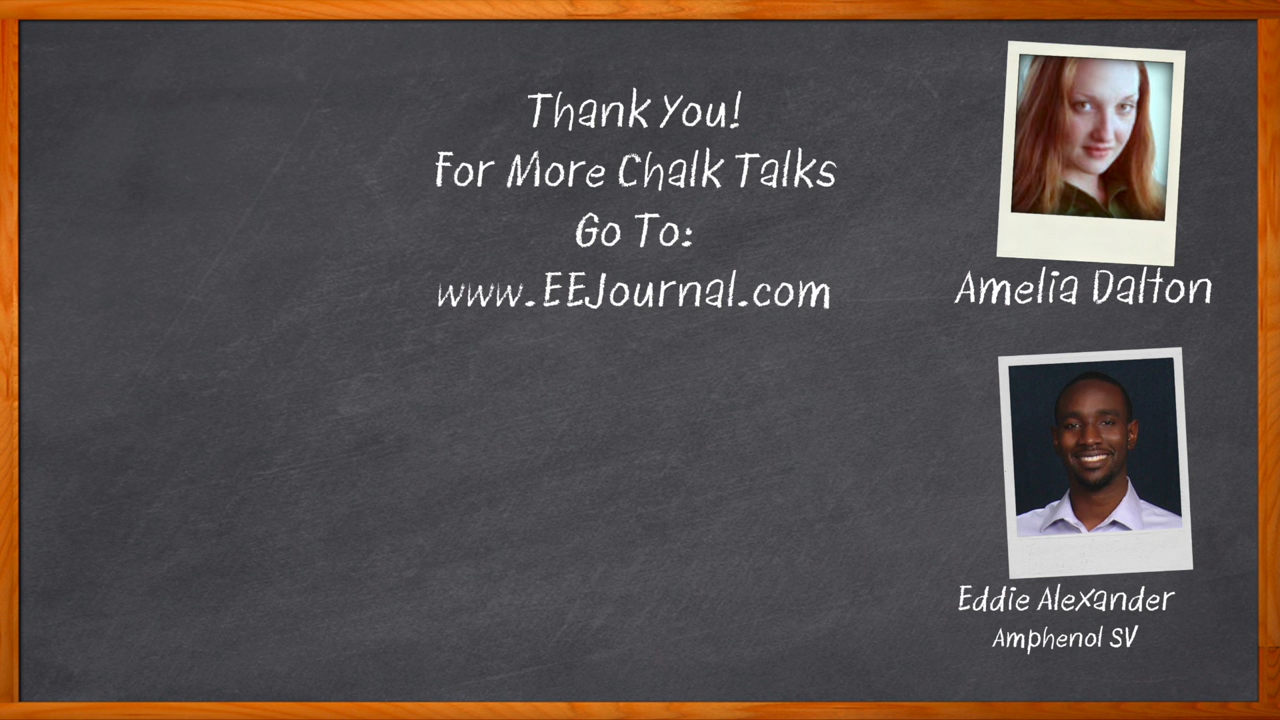 Thank You!
For More Chalk Talks
Go To:
www.EEJournal.com
Amelia Dalton
Eddie Alexander
Amphenol SV